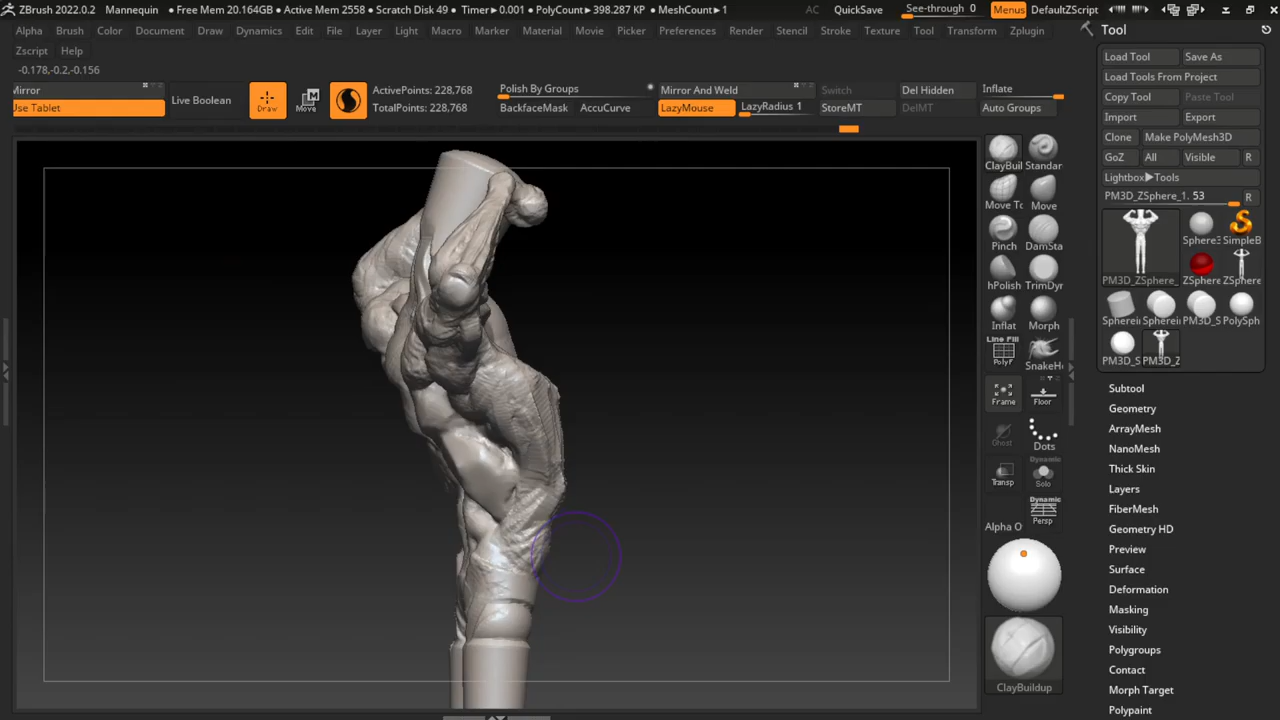 ZBrush 2022.0.2 Mannequin • Free Mem 20.164GB • Active Mem 2558 • Scratch Disk 49 • Timer▶0.001 • PolyCount▶398.287 KP • MeshCount▶1 AC QuickSave See-through 0 Menus DefaultZScript
Alpha Brush Color Document Draw Dynamics Edit File Layer Light Macro Marker Material Movie Picker Preferences Render Stencil Stroke Texture Tool Transform Zplugin
Zscript Help
-0.178,-0.2,-0.156
Mirror
Use Tablet
Live Boolean
Draw
Move
M
ActivePoints: 228,768
TotalPoints: 228,768
Polish By Groups
BackfaceMask AccuCurve
Mirror And Weld
LazyMouse LazyRadius 1
Switch
StoreMT
Del Hidden
DelMT
Inflate
Auto Groups
Tool
Load Tool Save As
Load Tools From Project
Copy Tool Paste Tool
Import Export
Clone Make PolyMesh3D
GoZ All Visible R
Lightbox▶Tools
PM3D_ZSphere_1. 53 R
PM3D_ZSphere_
Sphere3 SimpleB
ZSphere ZSphere
Spherei Spherei PM3D_S PolySph
PM3D_S PM3D_Z
Subtool
Geometry
ArrayMesh
NanoMesh
Thick Skin
Layers
FiberMesh
Geometry HD
Preview
Surface
Deformation
Masking
Visibility
Polygroups
Contact
Morph Target
Polypaint
ClayBuil Standar
Move To Move
Pinch DamSta
hPolish TrimDyr
Inflat Morph
Line Fill
PolyF SnakeHo
Frame Floor
Ghost Dots
Dynamic
Transp Solo
Dynamic
Persp
Alpha O
ClayBuildup